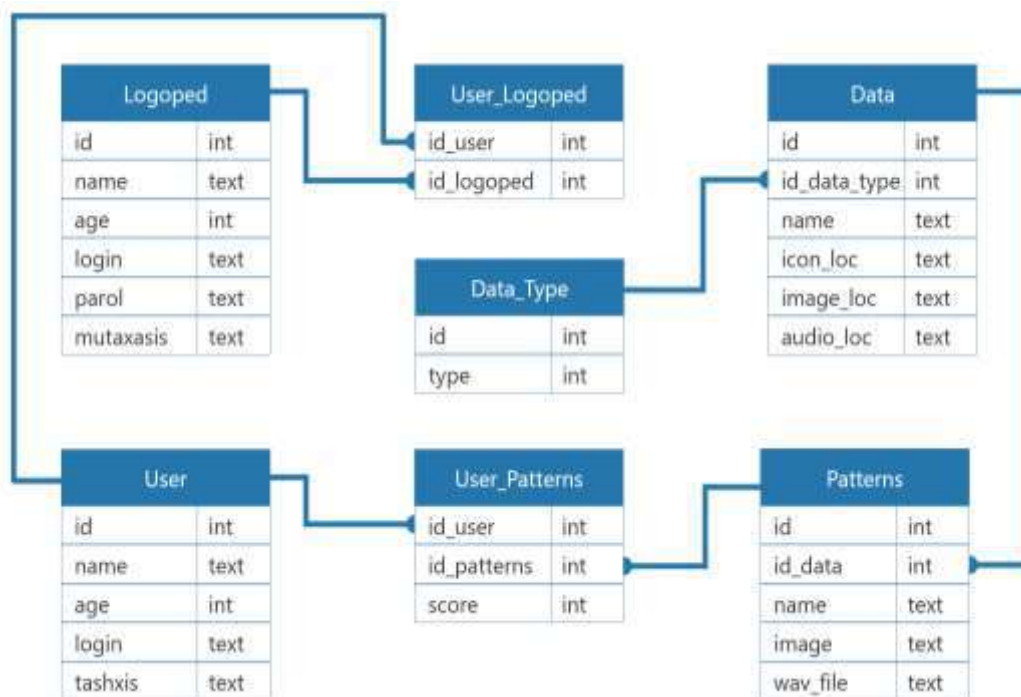 Logoped
id int
name text
age int
login text
parol text
mutaxasis text
User_Logoped
id_user int
id_logoped int
Data
id int
id_data_type int
name text
icon_loc text
image_loc text
audio_loc text
Data_Type
id int
type int
User
id int
name text
age int
login text
tashxis text
User_Patterns
id_user int
id_patterns int
score int
Patterns
id int
id_data int
name text
image text
wav_file text